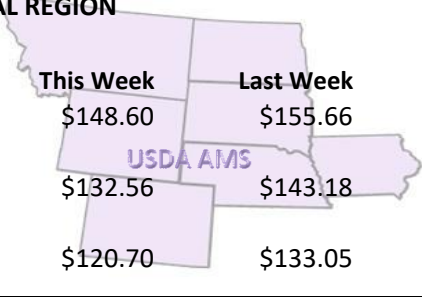 AL REGION
This Week Last Week
$148.60 $155.66
USDA AMS
$132.56 $143.18
$120.70 $133.05